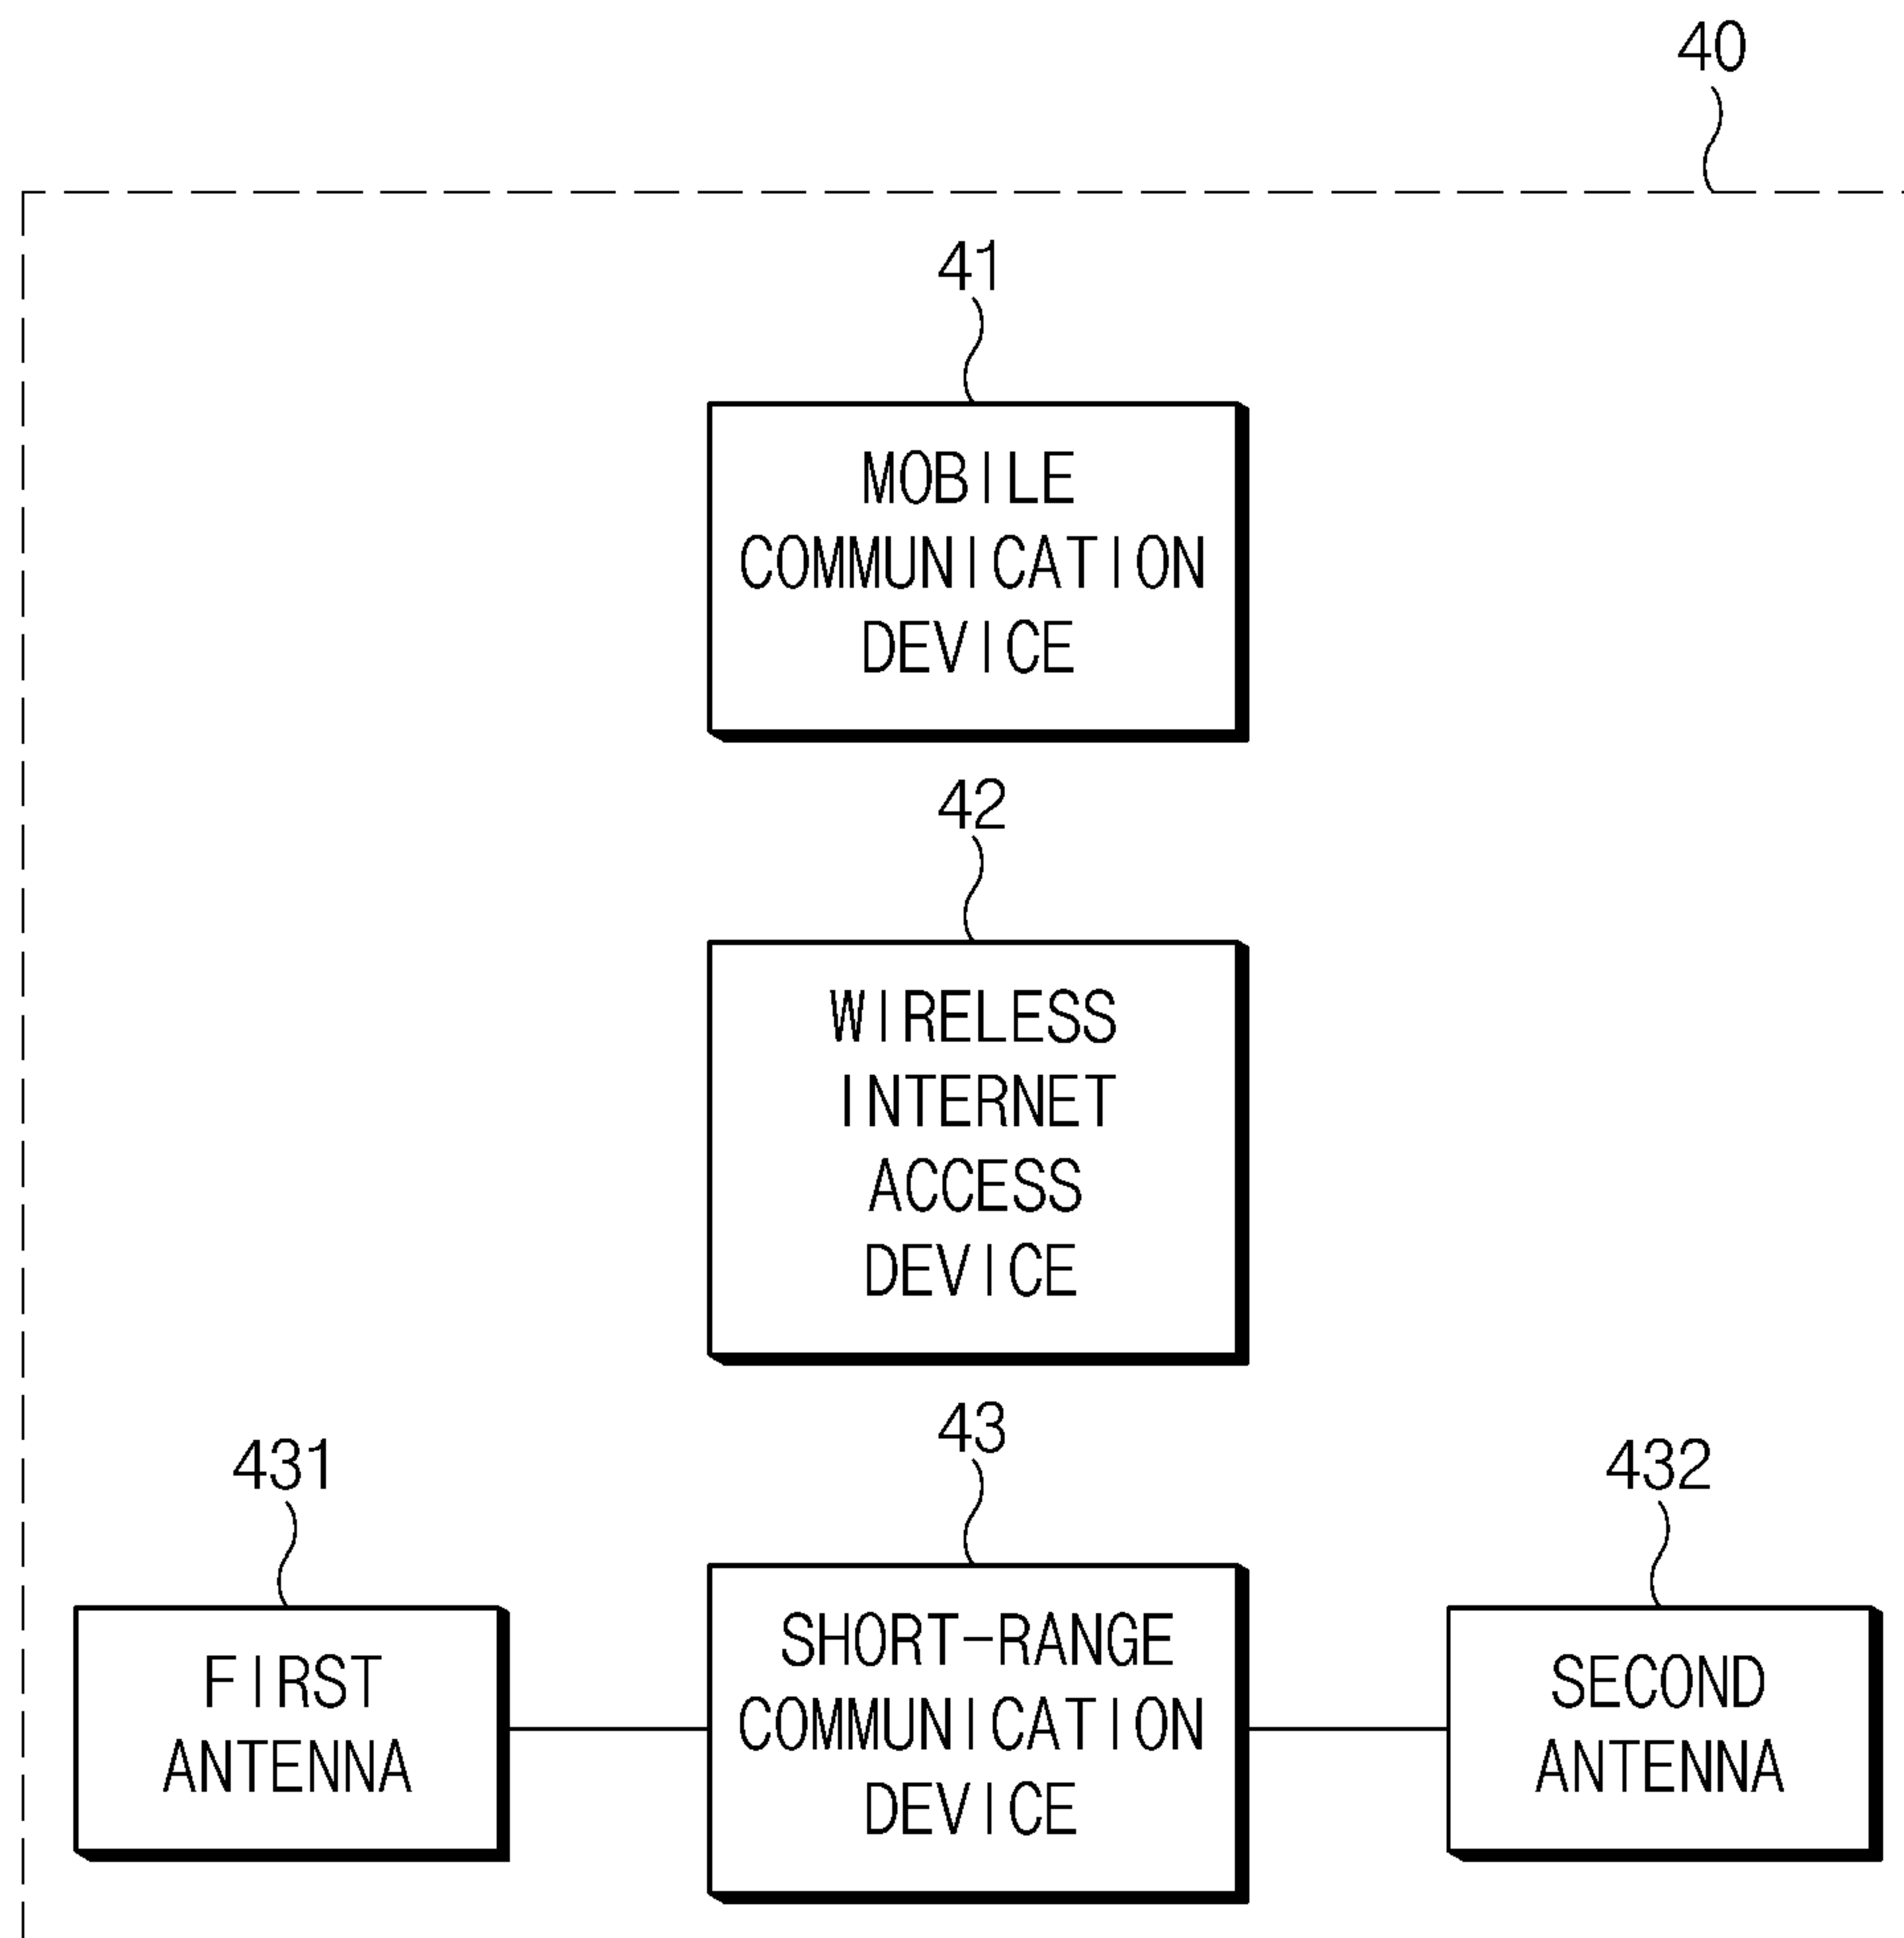 40
41
MOBILE
COMMUNICATION
DEVICE
42
WIRELESS
INTERNET
ACCESS
DEVICE
43
431
432
FIRST
ANTENNA
SHORT-RANGE
COMMUNICATION
DEVICE
SECOND
ANTENNA